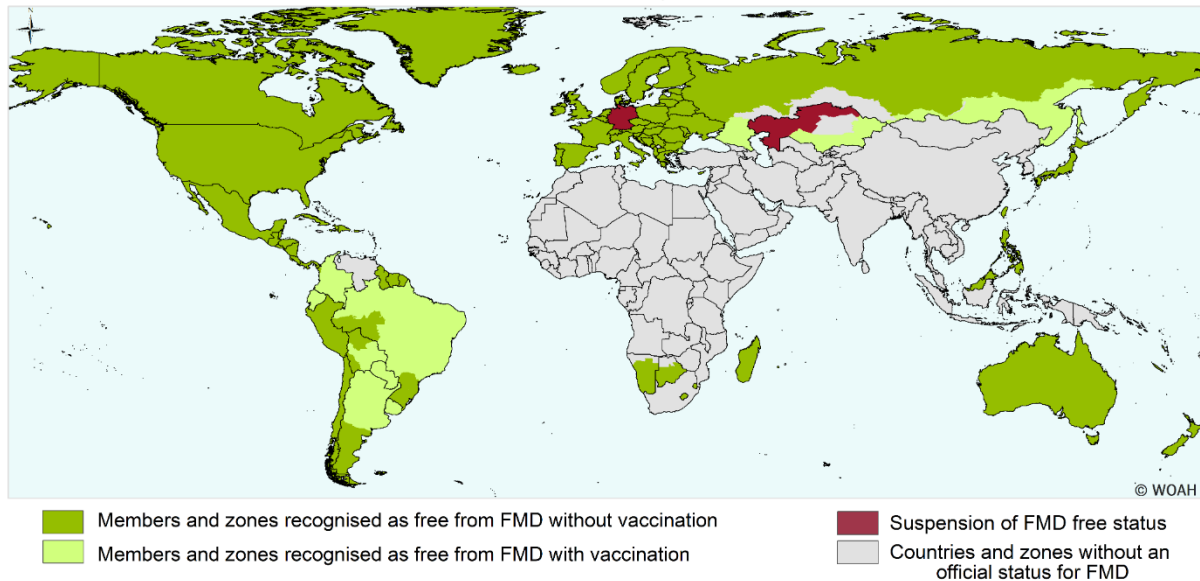 © WOAH
Members and zones recognised as free from FMD without vaccination
Members and zones recognised as free from FMD with vaccination
Suspension of FMD free status
Countries and zones without an
official status for FMD